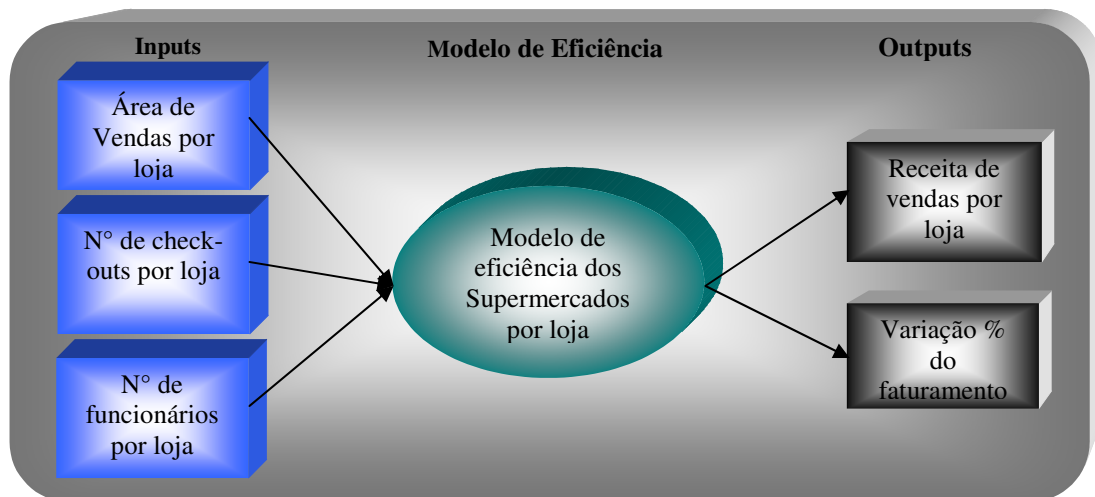 Inputs
Modelo de Eficiência
Outputs
Área de
Vendas por
loja
N° de check-
outs por loja
N° de
funcionários
por loja
Modelo de
eficiência dos
Supermercados
por loja
Receita de
vendas por
loja
Variação %
do
faturamento